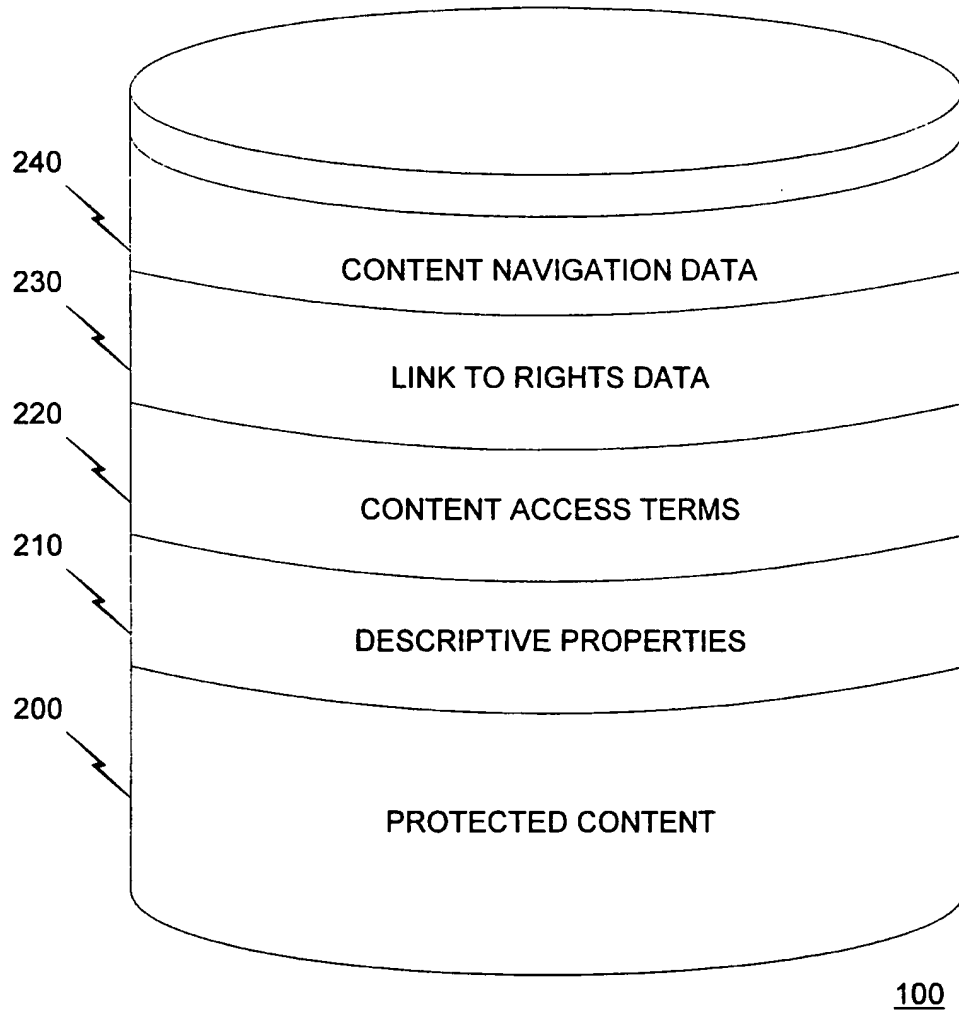 240
CONTENT NAVIGATION DATA
230
LINK TO RIGHTS DATA
220
CONTENT ACCESS TERMS
210
DESCRIPTIVE PROPERTIES
200
PROTECTED CONTENT
100